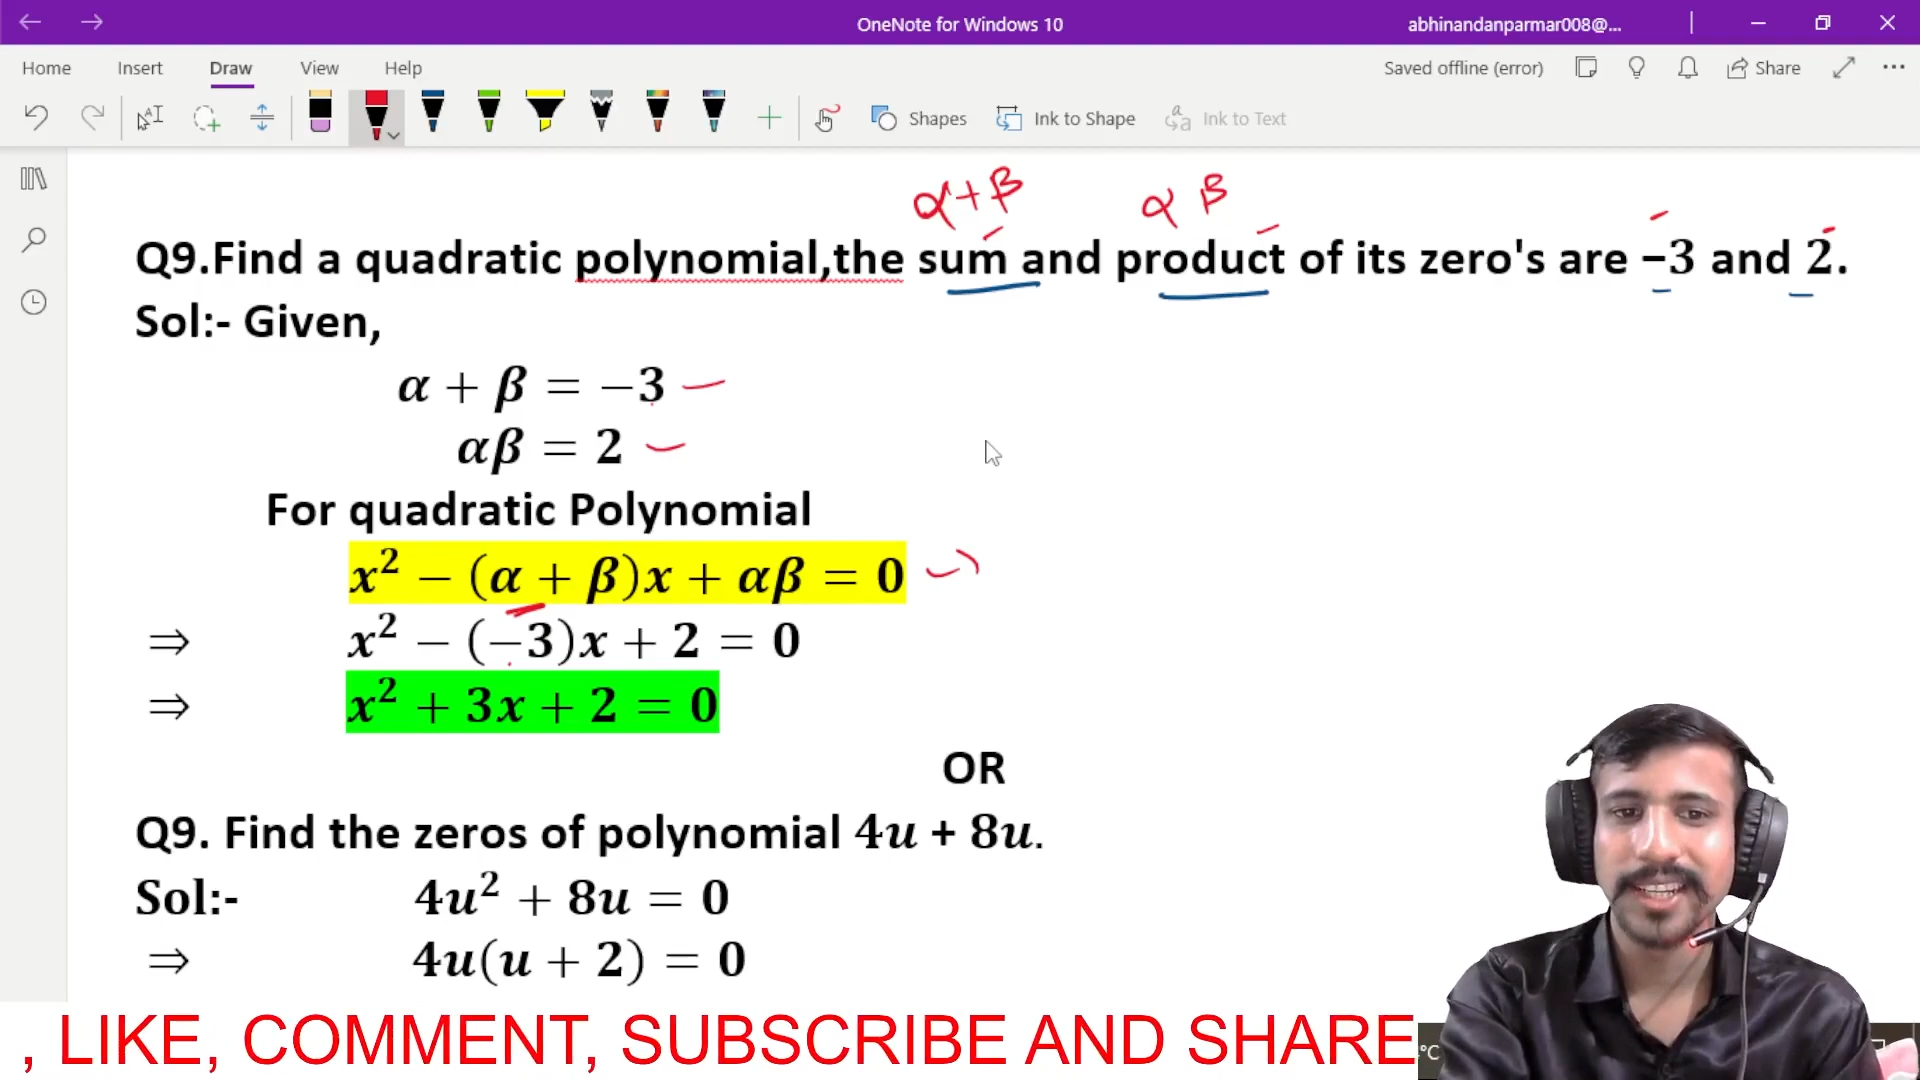 OneNote for Windows 10
abhinandanparmar008@...
Home Insert Draw View Help
Saved offline (error)
Share
Shapes
Ink to Shape
Ink to Text
α+β αβ
Q9.Find a quadratic polynomial,the sum and product of its zero's are −3 and 2.
Sol:- Given,
α + β = −3
αβ = 2
For quadratic Polynomial
x² − (α + β)x + αβ = 0
⇒ x² − (−3)x + 2 = 0
⇒ x² + 3x + 2 = 0
OR
Q9. Find the zeros of polynomial 4u + 8u.
Sol:- 4u² + 8u = 0
⇒ 4u(u + 2) = 0
, LIKE, COMMENT, SUBSCRIBE AND SHARE
°C